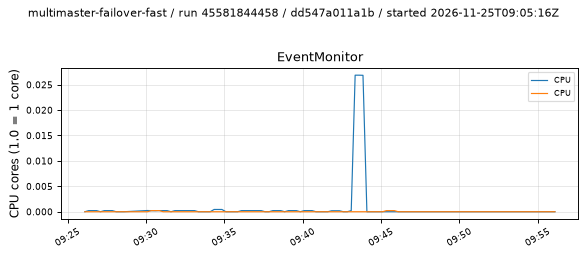 multimaster-failover-fast / run 45581844458 / dd547a011a1b / started 2026-11-25T09:05:16Z
EventMonitor
CPU
CPU
CPU cores (1.0 = 1 core)
0.025
0.020
0.015
0.010
0.005
0.000
09:25
09:30
09:35
09:40
09:45
09:50
09:55